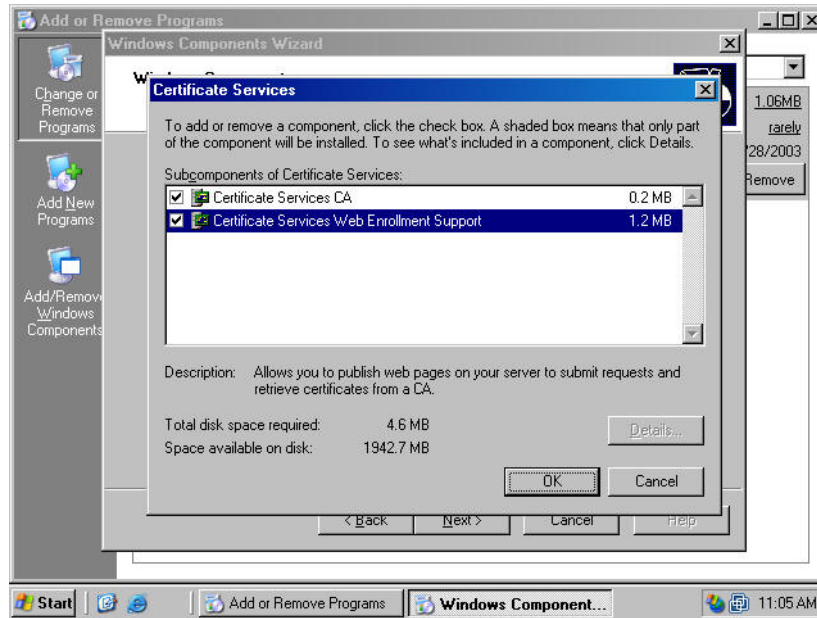 Add or Remove Programs
Windows Components Wizard
Certificate Services
Change or
Remove
Programs
1.06MB
rarely
/28/2003
Remove
To add or remove a component, click the check box. A shaded box means that only part
of the component will be installed. To see what's included in a component, click Details.
Subcomponents of Certificate Services:
Certificate Services CA 0.2 MB
Certificate Services Web Enrollment Support 1.2 MB
Add New
Programs
Add/Remove
Windows
Components
Description: Allows you to publish web pages on your server to submit requests and
retrieve certificates from a CA.
Total disk space required: 4.6 MB
Space available on disk: 1942.7 MB
Details...
OK Cancel
< Back Next > Cancel Help
Start Add or Remove Programs Windows Component... 11:05 AM